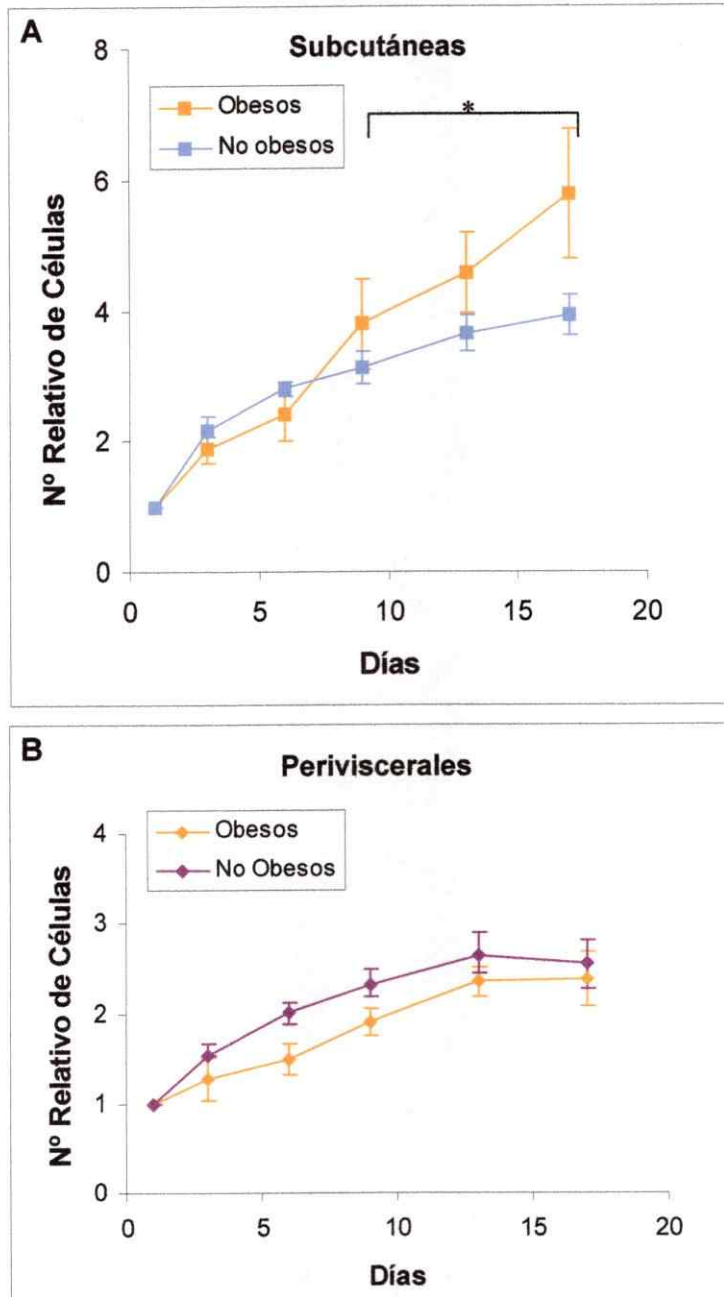 A
Subcutáneas
8
6
4
2
0
Obesos
No obesos
*
Nº Relativo de Células
0 5 10 15 20
Días
B
Periviscerales
4
3
2
1
0
Obesos
No Obesos
Nº Relativo de Células
0 5 10 15 20
Días